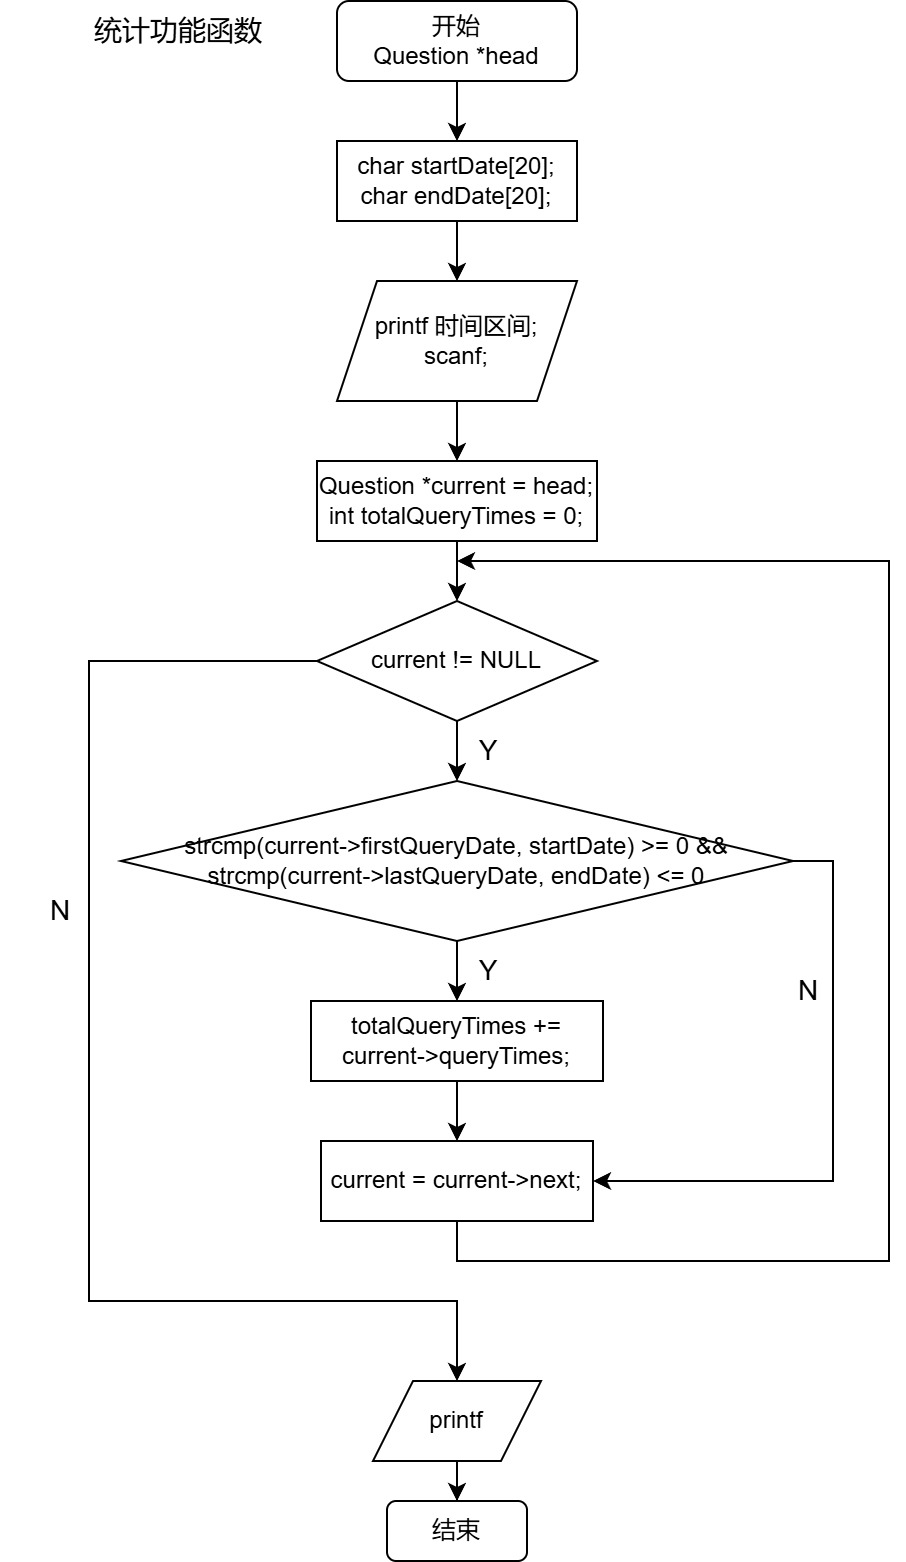 统计功能函数
开始
Question *head
char startDate[20];
char endDate[20];
printf 时间区间;
scanf;
Question *current = head;
int totalQueryTimes = 0;
current != NULL
Y
strcmp(current->firstQueryDate, startDate) >= 0 &&
strcmp(current->lastQueryDate, endDate) <= 0
N
Y
N
totalQueryTimes +=
current->queryTimes;
current = current->next;
printf
结束